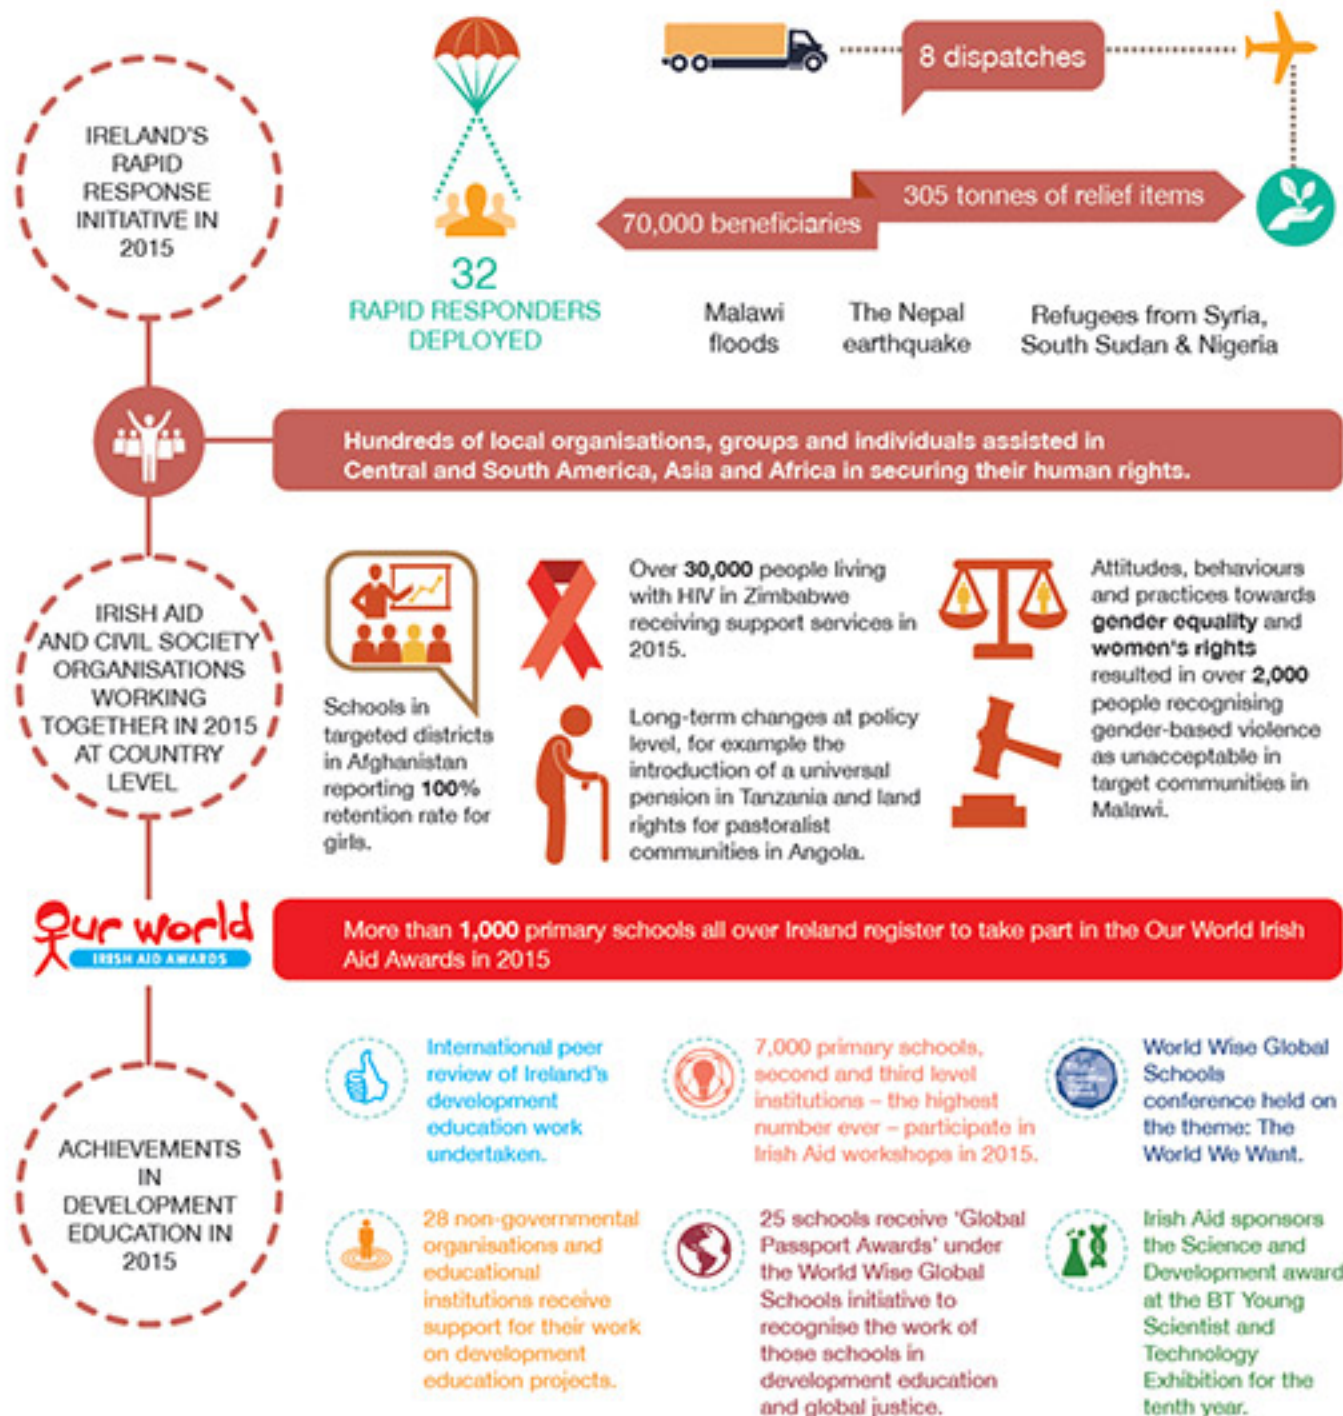 IRELAND'S
RAPID
RESPONSE
INITIATIVE IN
2015
32
RAPID RESPONDERS
DEPLOYED
8 dispatches
305 tonnes of relief items
70,000 beneficiaries
Malawi
floods
The Nepal
earthquake
Refugees from Syria,
South Sudan & Nigeria
Hundreds of local organisations, groups and individuals assisted in
Central and South America, Asia and Africa in securing their human rights.
IRISH AID
AND CIVIL SOCIETY
ORGANISATIONS
WORKING
TOGETHER IN 2015
AT COUNTRY
LEVEL
Schools in
targeted districts
in Afghanistan
reporting 100%
retention rate for
girls.
Over 30,000 people living
with HIV in Zimbabwe
receiving support services in
2015.
Long-term changes at policy
level, for example the
introduction of a universal
pension in Tanzania and land
rights for pastoralist
communities in Angola.
Attitudes, behaviours
and practices towards
gender equality and
women's rights
resulted in over 2,000
people recognising
gender-based violence
as unacceptable in
target communities in
Malawi.
Our world
IRISH AID AWARDS
More than 1,000 primary schools all over Ireland register to take part in the Our World Irish
Aid Awards in 2015
ACHIEVEMENTS
IN
DEVELOPMENT
EDUCATION IN
2015
International peer
review of Ireland's
development
education work
undertaken.
7,000 primary schools,
second and third level
institutions – the highest
number ever – participate in
Irish Aid workshops in 2015.
World Wise Global
Schools
conference held on
the theme: The
World We Want.
28 non-governmental
organisations and
educational
institutions receive
support for their work
on development
education projects.
25 schools receive 'Global
Passport Awards' under
the World Wise Global
Schools initiative to
recognise the work of
those schools in
development education
and global justice.
Irish Aid sponsors
the Science and
Development award
at the BT Young
Scientist and
Technology
Exhibition for the
tenth year.